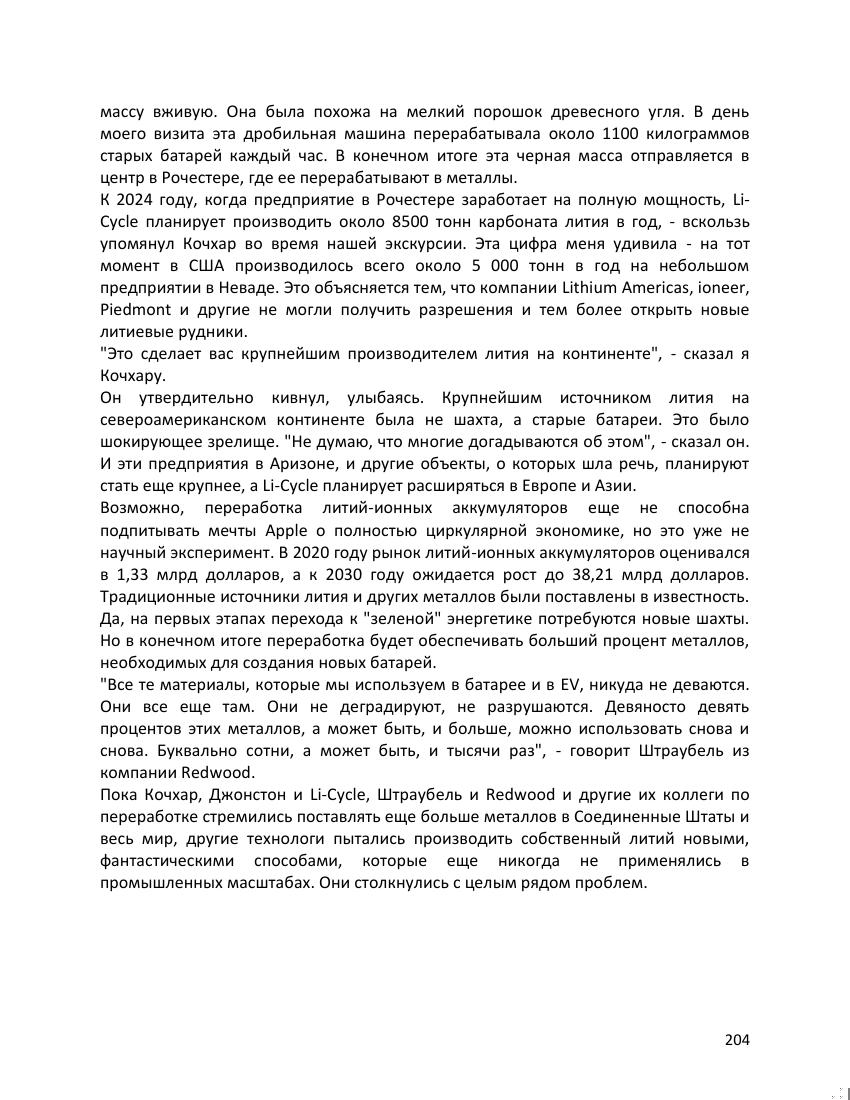 массу вживую. Она была похожа на мелкий порошок древесного угля. В день
моего визита эта дробильная машина перерабатывала около 1100 килограммов
старых батарей каждый час. В конечном итоге эта черная масса отправляется в
центр в Рочестере, где ее перерабатывают в металлы.
К 2024 году, когда предприятие в Рочестере заработает на полную мощность, Li-
Cycle планирует производить около 8500 тонн карбоната лития в год, - вскользь
упомянул Кочхар во время нашей экскурсии. Эта цифра меня удивила - на тот
момент в США производилось всего около 5 000 тонн в год на небольшом
предприятии в Неваде. Это объясняется тем, что компании Lithium Americas, ioneer,
Piedmont и другие не могли получить разрешения и тем более открыть новые
литиевые рудники.
"Это сделает вас крупнейшим производителем лития на континенте", - сказал я
Кочхару.
Он утвердительно кивнул, улыбаясь. Крупнейшим источником лития на
североамериканском континенте была не шахта, а старые батареи. Это было
шокирующее зрелище. "Не думаю, что многие догадываются об этом", - сказал он.
И эти предприятия в Аризоне, и другие объекты, о которых шла речь, планируют
стать еще крупнее, а Li-Cycle планирует расширяться в Европе и Азии.
Возможно, переработка литий-ионных аккумуляторов еще не способна
подпитывать мечты Apple о полностью циркулярной экономике, но это уже не
научный эксперимент. В 2020 году рынок литий-ионных аккумуляторов оценивался
в 1,33 млрд долларов, а к 2030 году ожидается рост до 38,21 млрд долларов.
Традиционные источники лития и других металлов были поставлены в известность.
Да, на первых этапах перехода к "зеленой" энергетике потребуются новые шахты.
Но в конечном итоге переработка будет обеспечивать больший процент металлов,
необходимых для создания новых батарей.
"Все те материалы, которые мы используем в батарее и в EV, никуда не деваются.
Они все еще там. Они не деградируют, не разрушаются. Девяносто девять
процентов этих металлов, а может быть, и больше, можно использовать снова и
снова. Буквально сотни, а может быть, и тысячи раз", - говорит Штраубель из
компании Redwood.
Пока Кочхар, Джонстон и Li-Cycle, Штраубель и Redwood и другие их коллеги по
переработке стремились поставлять еще больше металлов в Соединенные Штаты и
весь мир, другие технологи пытались производить собственный литий новыми,
фантастическими способами, которые еще никогда не применялись в
промышленных масштабах. Они столкнулись с целым рядом проблем.
204